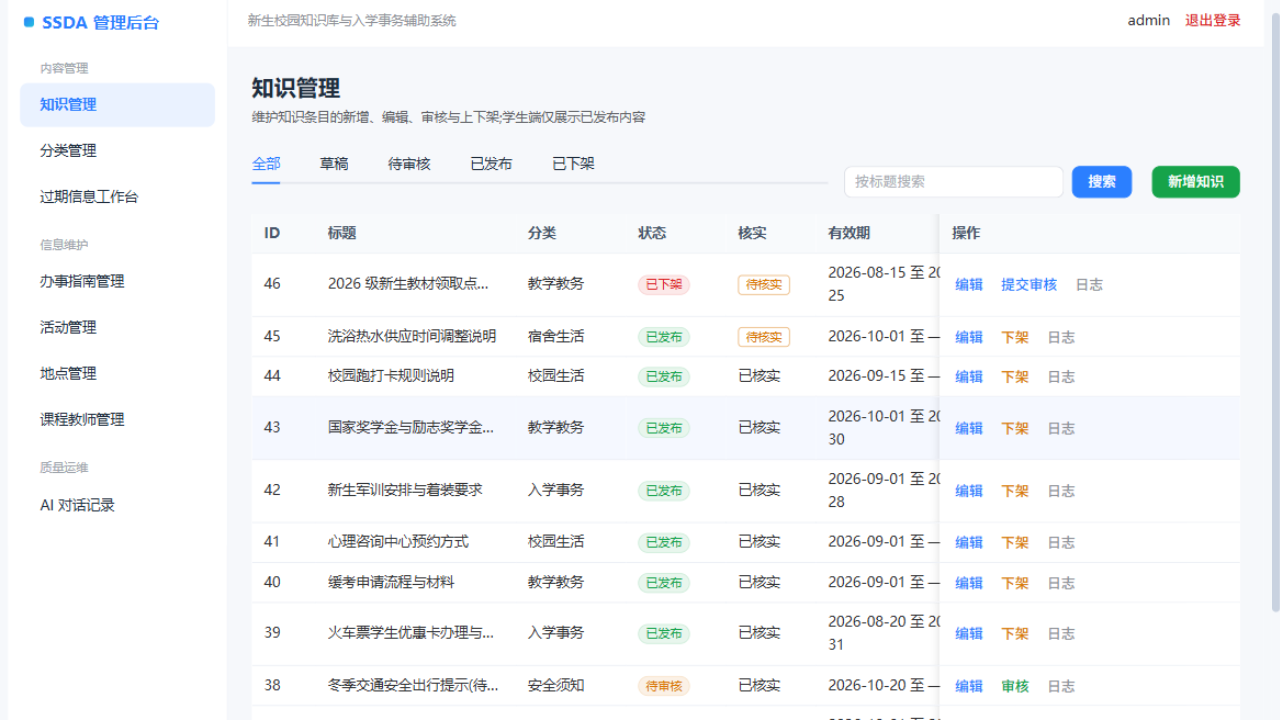 SSDA 管理后台
新生校园知识库与入学事务辅助系统
admin 退出登录
内容管理
知识管理
分类管理
过期信息工作台
信息维护
办事指南管理
活动管理
地点管理
课程教师管理
质量运维
AI 对话记录
知识管理
维护知识条目的新增、编辑、审核与上下架;学生端仅展示已发布内容
全部 草稿 待审核 已发布 已下架
按标题搜索 搜索 新增知识
ID 标题 分类 状态 核实 有效期 操作
46 2026 级新生教材领取点... 教学教务 已下架 待核实 2026-08-15 至 20
25 编辑 提交审核 日志
45 洗浴热水供应时间调整说明 宿舍生活 已发布 待核实 2026-10-01 至 — 编辑 下架 日志
44 校园跑打卡规则说明 校园生活 已发布 已核实 2026-09-15 至 — 编辑 下架 日志
43 国家奖学金与励志奖学金... 教学教务 已发布 已核实 2026-10-01 至 20
30 编辑 下架 日志
42 新生军训安排与着装要求 入学事务 已发布 已核实 2026-09-01 至 20
28 编辑 下架 日志
41 心理咨询中心预约方式 校园生活 已发布 已核实 2026-09-01 至 — 编辑 下架 日志
40 缓考申请流程与材料 教学教务 已发布 已核实 2026-09-01 至 — 编辑 下架 日志
39 火车票学生优惠卡办理与... 入学事务 已发布 已核实 2026-08-20 至 20
31 编辑 下架 日志
38 冬季交通安全出行提示(待... 安全须知 待审核 已核实 2026-10-20 至 — 编辑 审核 日志